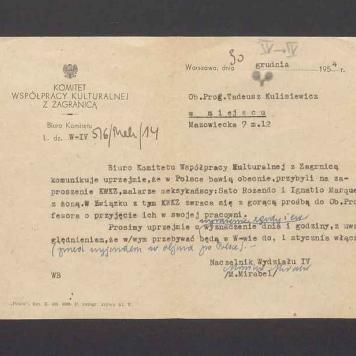 KOMITET
WSPÓŁPRACY KULTURALNEJ
Z ZAGRANICĄ
Biuro Komitetu
L. dz. W-IV 516/Mal/14
Warszawa, dnia 30 grudnia 1954
Ob.Prof.Tadeusz Kulisiewicz
w miejscu
Mazowiecka 7 m.12
Biuro Komitetu Współpracy Kulturalnej z Zagranicą
komunikuje uprzejmie, że w Polsce bawią obecnie, przybyli na za-
proszenie KWKZ, malarze meksykańscy: Sato Rozendo i Ignatio Marquez
z żoną. W związku z tym KWKZ zwraca się z gorącą prośbą do Ob. Pro-
fesora o przyjęcie ich w swojej pracowni.
Prosimy uprzejmie o wyznaczenie dnia i godziny, z uwz-
ględnieniem, że w/wym przebywać będą w W-wie do, 1 stycznia włącz
Naczelnik Wydziału IV
/M.Mirabel/
WB